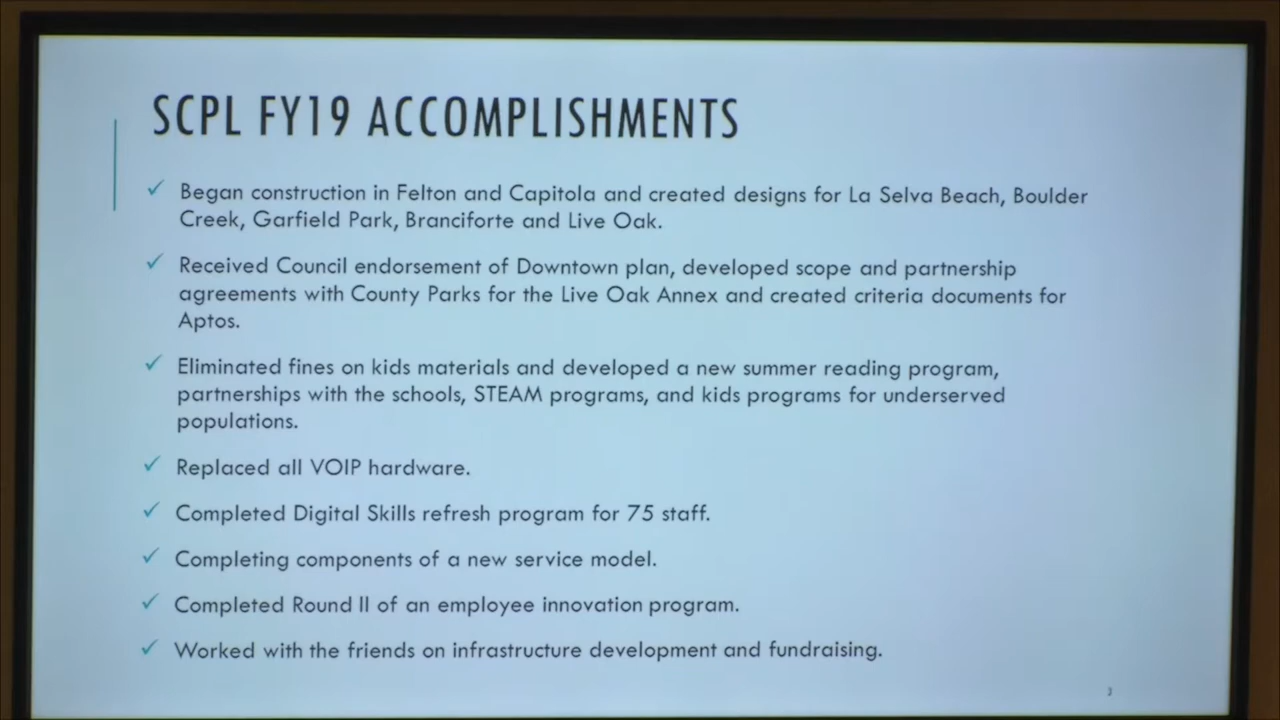 SCPL FY19 ACCOMPLISHMENTS
✓ Began construction in Felton and Capitola and created designs for La Selva Beach, Boulder
Creek, Garfield Park, Branciforte and Live Oak.
✓ Received Council endorsement of Downtown plan, developed scope and partnership
agreements with County Parks for the Live Oak Annex and created criteria documents for
Aptos.
✓ Eliminated fines on kids materials and developed a new summer reading program,
partnerships with the schools, STEAM programs, and kids programs for underserved
populations.
✓ Replaced all VOIP hardware.
✓ Completed Digital Skills refresh program for 75 staff.
✓ Completing components of a new service model.
✓ Completed Round II of an employee innovation program.
✓ Worked with the friends on infrastructure development and fundraising.
3